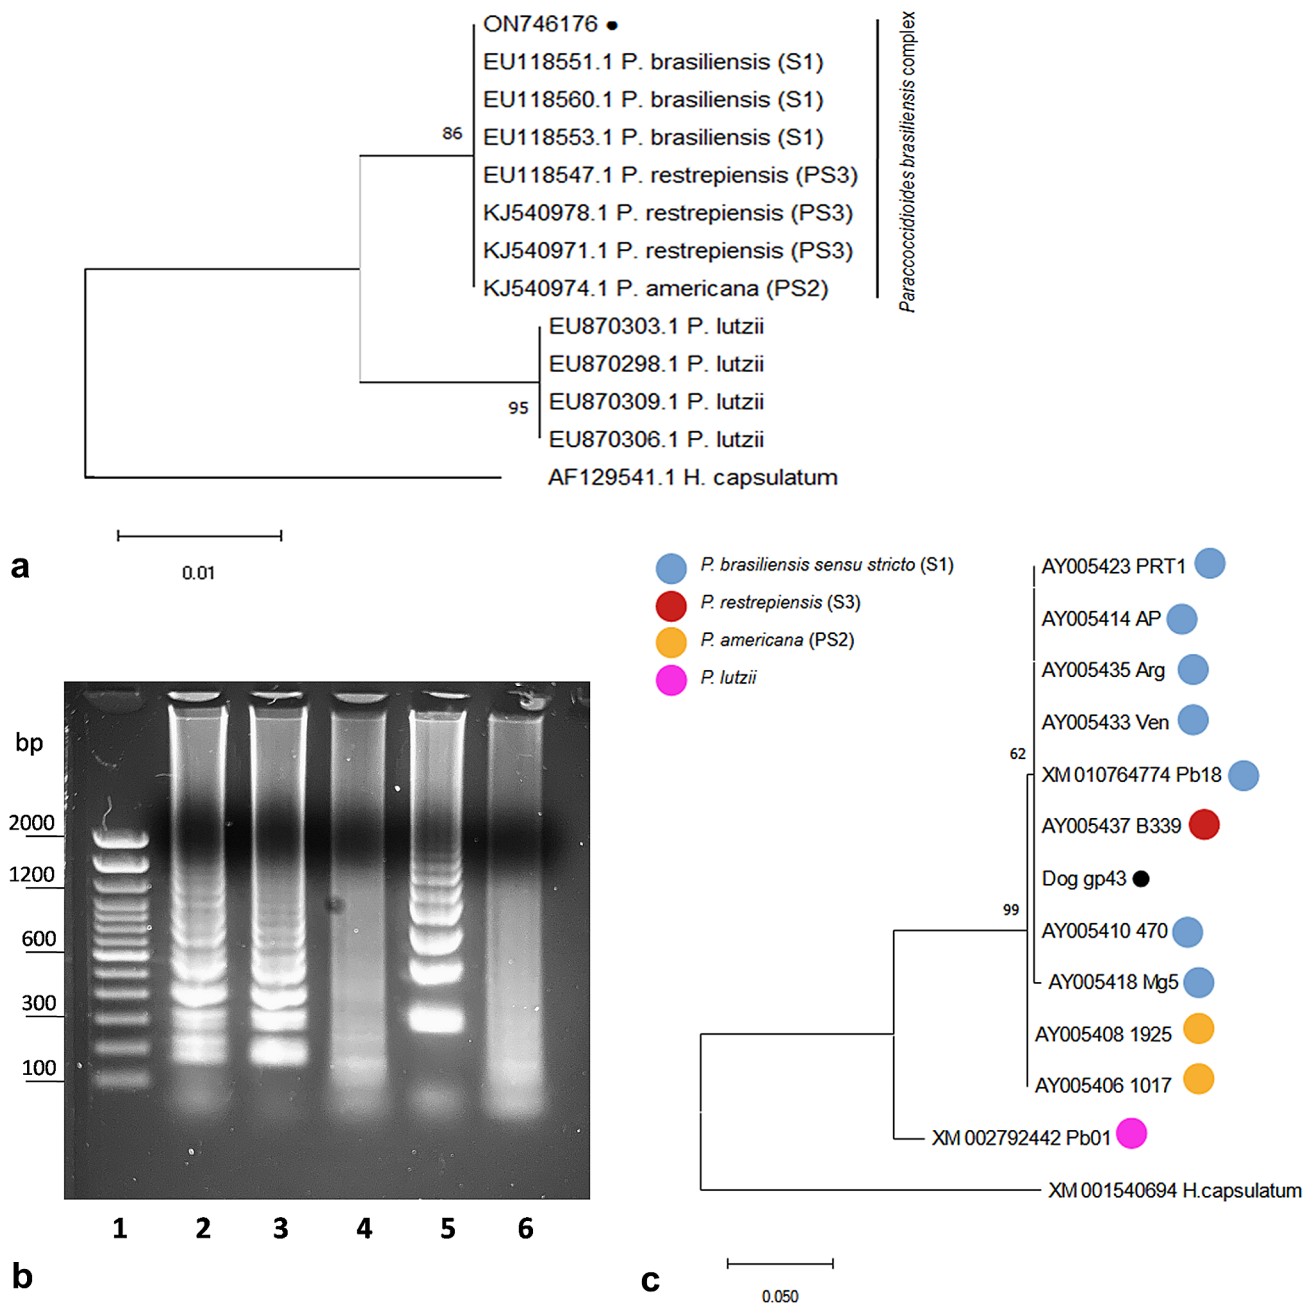 ON746176
EU118551.1 P. brasiliensis (S1)
EU118560.1 P. brasiliensis (S1)
EU118553.1 P. brasiliensis (S1)
86
EU118547.1 P. restrepiensis (PS3)
KJ540978.1 P. restrepiensis (PS3)
KJ540971.1 P. restrepiensis (PS3)
KJ540974.1 P. americana (PS2)
Paraccoccidioides brasiliensis complex
EU870303.1 P. lutzii
EU870298.1 P. lutzii
EU870309.1 P. lutzii
95
EU870306.1 P. lutzii
AF129541.1 H. capsulatum
0.01
a
bp
2000
1200
600
300
100
1 2 3 4 5 6
b
P. brasiliensis sensu stricto (S1)
P. restrepiensis (S3)
P. americana (PS2)
P. lutzii
AY005423 PRT1
AY005414 AP
AY005435 Arg
AY005433 Ven
62
XM 010764774 Pb18
AY005437 B339
Dog gp43
99
AY005410 470
AY005418 Mg5
AY005408 1925
AY005406 1017
XM 002792442 Pb01
XM 001540694 H.capsulatum
0.050
c